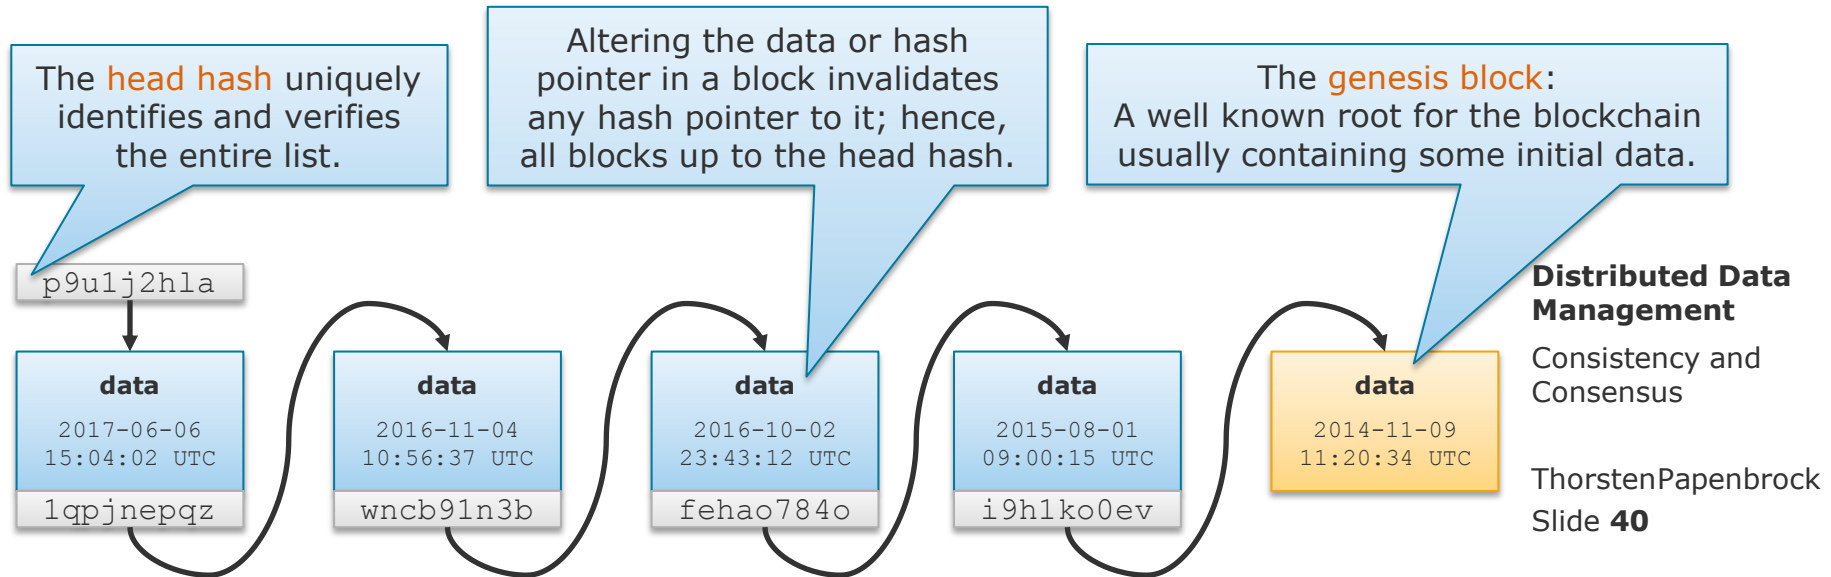 The head hash uniquely
identifies and verifies
the entire list.
Altering the data or hash
pointer in a block invalidates
any hash pointer to it; hence,
all blocks up to the head hash.
The genesis block:
A well known root for the blockchain
usually containing some initial data.
p9u1j2hla
data
2017-06-06
15:04:02 UTC
1qpjnepqz
data
2016-11-04
10:56:37 UTC
wncb91n3b
data
2016-10-02
23:43:12 UTC
fehao784o
data
2015-08-01
09:00:15 UTC
i9h1ko0ev
data
2014-11-09
11:20:34 UTC
Distributed Data
Management
Consistency and
Consensus
ThorstenPapenbrock
Slide 40